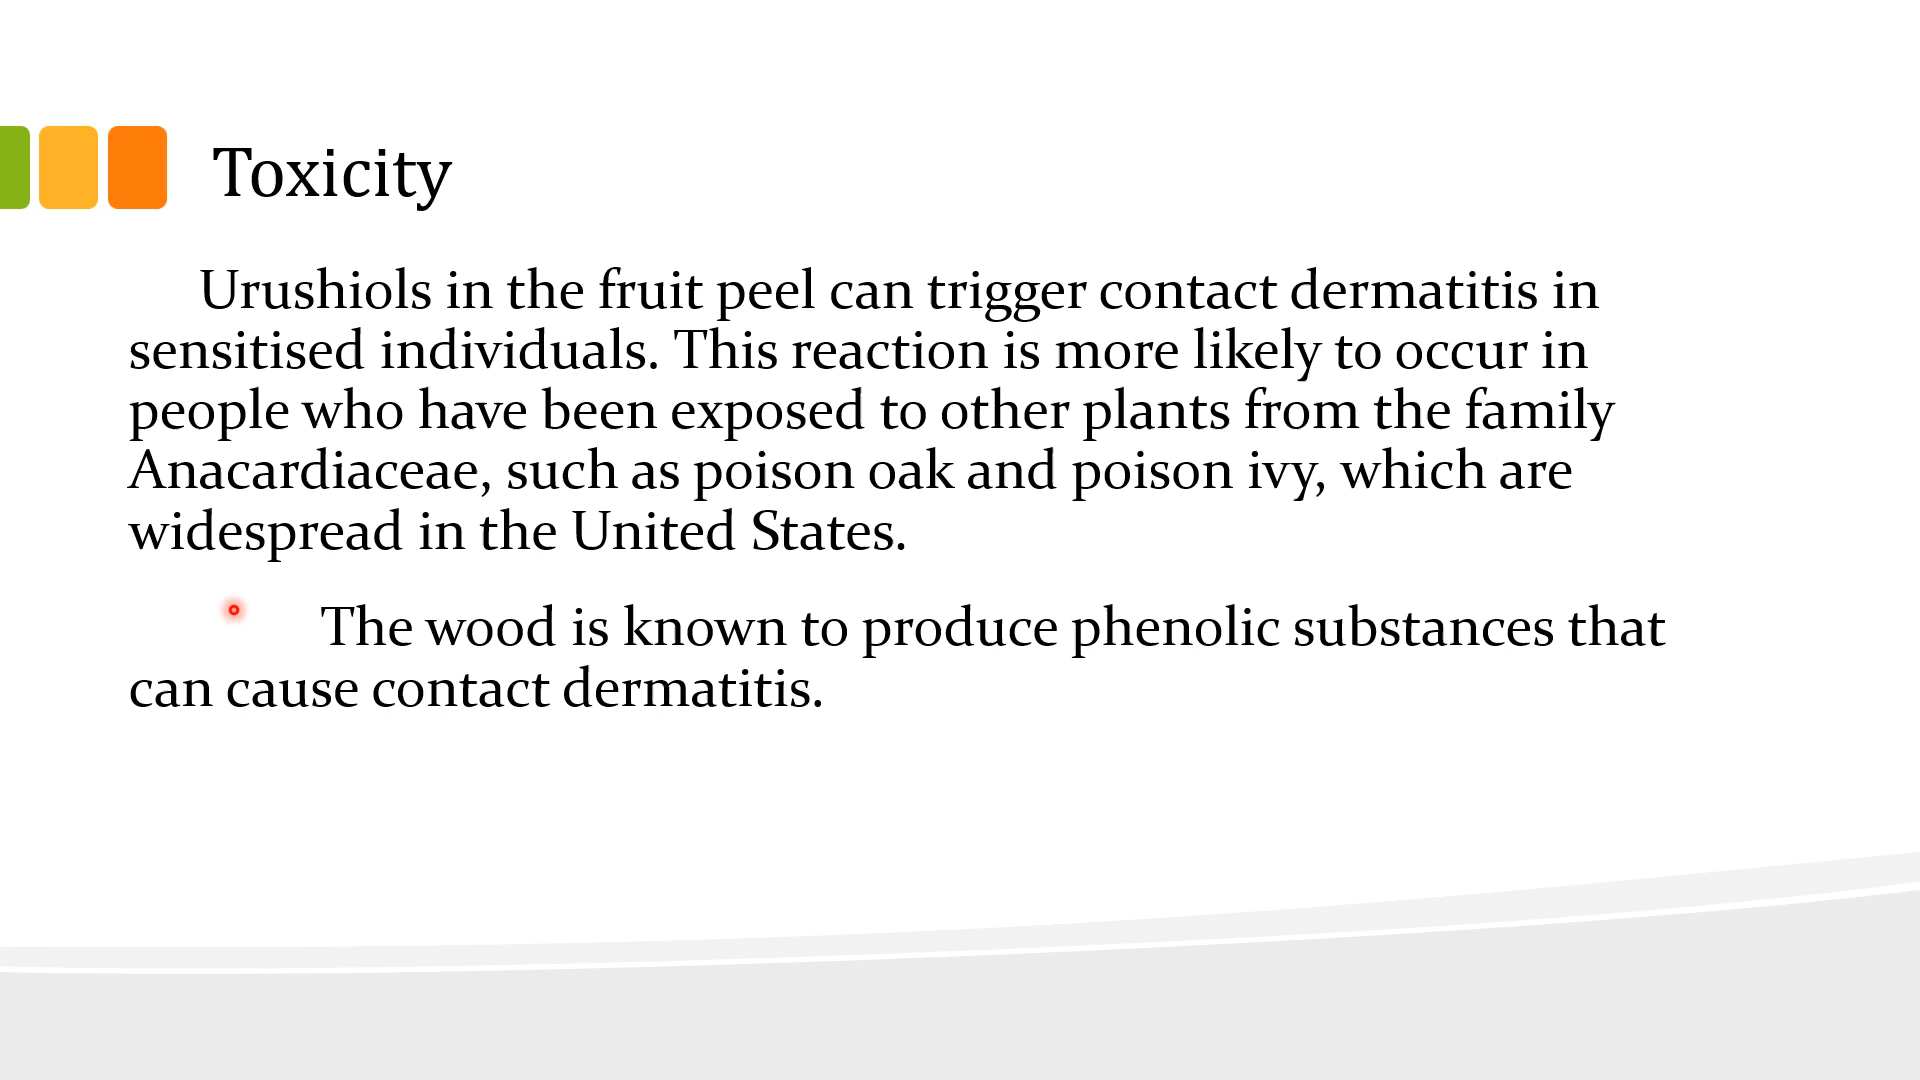 Toxicity
Urushiols in the fruit peel can trigger contact dermatitis in
sensitised individuals. This reaction is more likely to occur in
people who have been exposed to other plants from the family
Anacardiaceae, such as poison oak and poison ivy, which are
widespread in the United States.
The wood is known to produce phenolic substances that
can cause contact dermatitis.